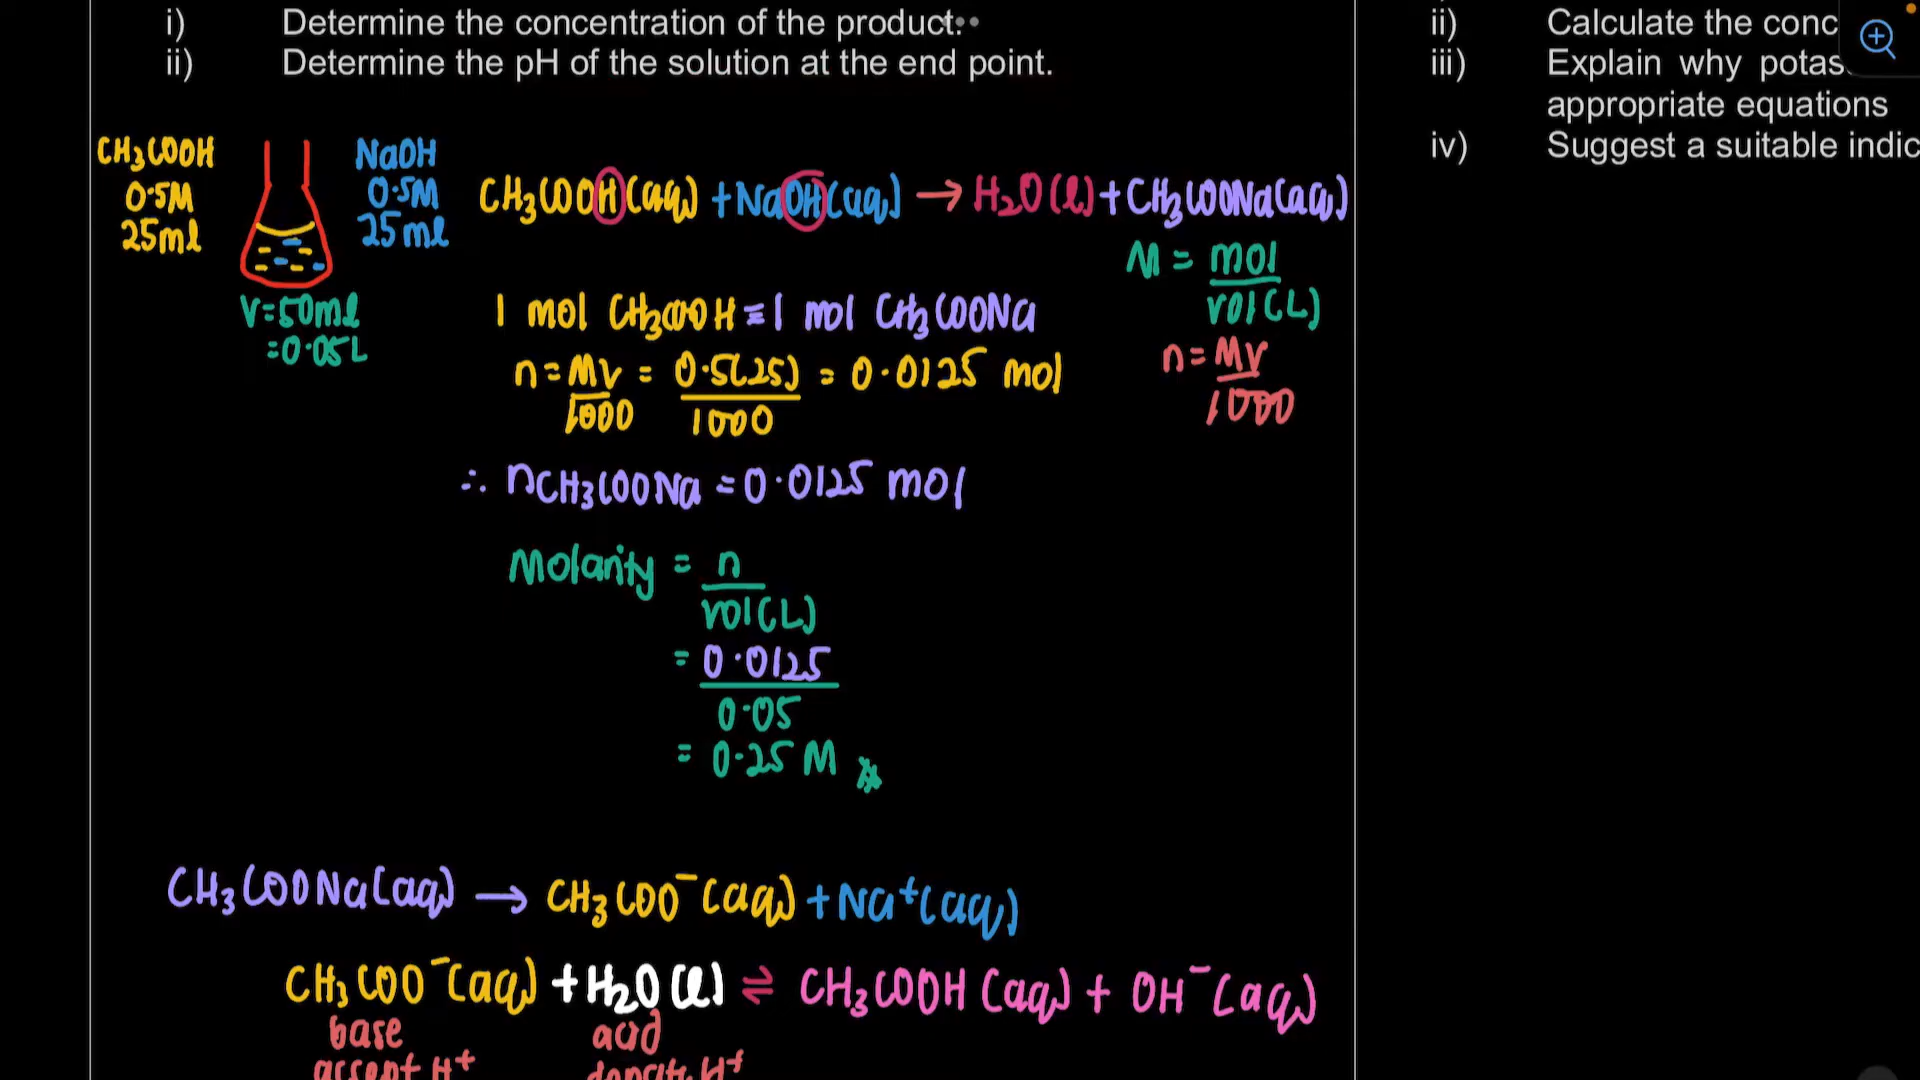 i) Determine the concentration of the product.
ii) Determine the pH of the solution at the end point.
CH3COOH
0.5M
25ml
NaOH
0.5M
25ml
V=50ml
=0.05L
CH3COOH(aq) + NaOH(aq) → H2O(l) + CH3COONa(aq)
M = mol
vol(L)
n = MV
1000
1 mol CH3COOH ≡ 1 mol CH3COONa
n = MV = 0.5(25) = 0.0125 mol
1000 1000
∴ nCH3COONa = 0.0125 mol
Molarity = n
vol(L)
= 0.0125
0.05
= 0.25 M
CH3COONa(aq) → CH3COO⁻(aq) + Na⁺(aq)
CH3COO⁻(aq) + H2O(l) ⇌ CH3COOH(aq) + OH⁻(aq)
base acid
accept H⁺ donate H⁺
ii) Calculate the conc
iii) Explain why potas
appropriate equations
iv) Suggest a suitable indic